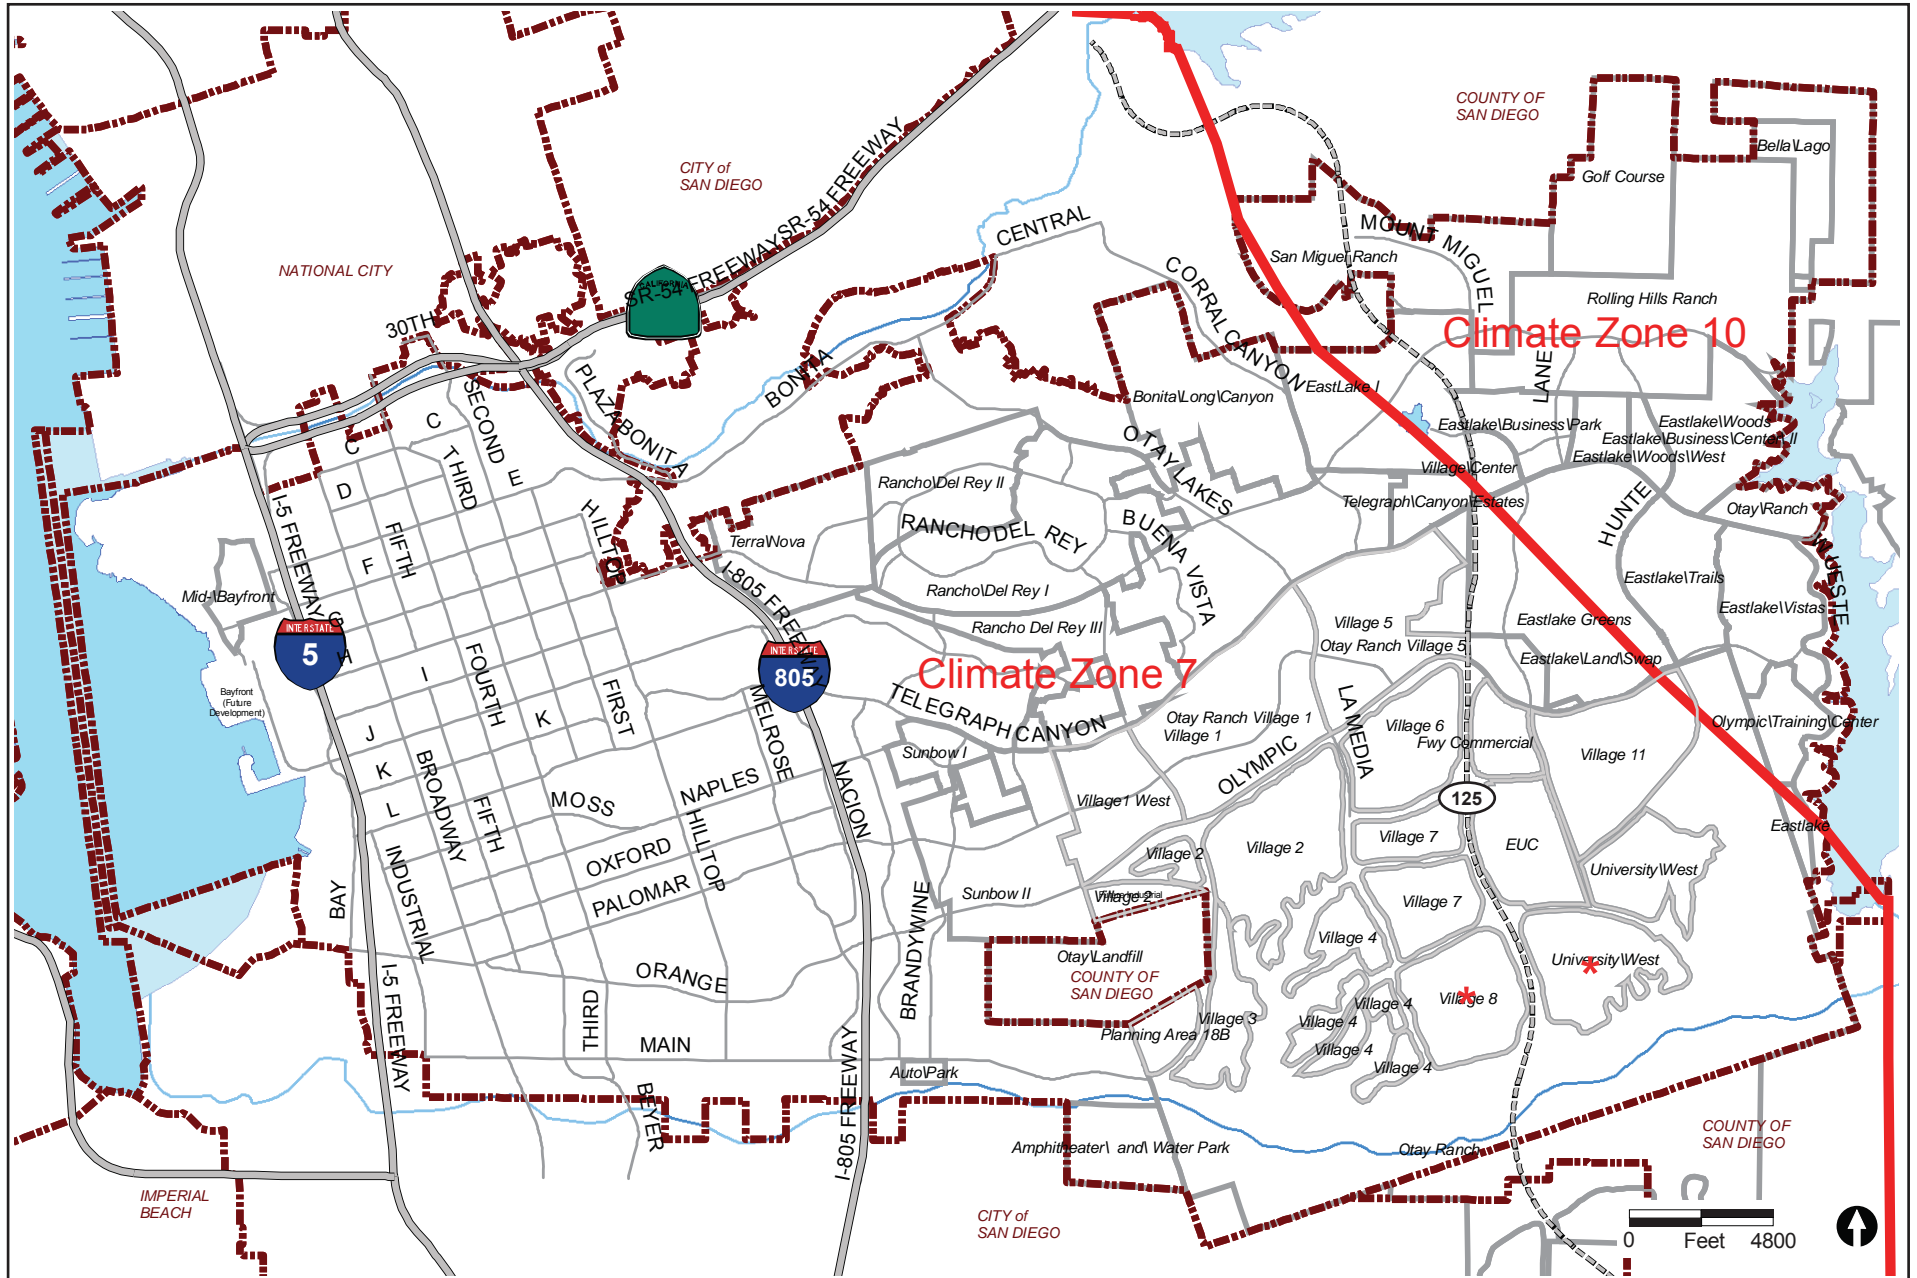 COUNTY OF
SAN DIEGO
Bella\Lago
Golf Course
CITY of
SAN DIEGO
SR-54 FREEWAY
SR-54 FREEWAY
CALIFORNIA
CENTRAL
MOUNT MIGUEL
San Miguel Ranch
NATIONAL CITY
CORRAL CANYON
Rolling Hills Ranch
30TH
Climate Zone 10
LANE
BONITA
PLAZA BONITA
SECOND
EastLake I
Bonita\Long\Canyon
C
C
THIRD
E
D
OTAY LAKES
Eastlake\Business\Park
Eastlake\Woods
Eastlake\Business\Center\II
Eastlake\Woods\West
Village\Center
Rancho\Del Rey II
Telegraph\Canyon\Estates
HUNTE
Otay\Ranch
I-5 FREEWAY
FIFTH
HILLTOP
RANCHO DEL REY
BUENA VISTA
Terra\Nova
F
I-805 FREEWAY
WUESTE
Eastlake\Trails
Mid-\Bayfront
Rancho\Del Rey I
Eastlake\Vistas
G
INTERSTATE
5
Rancho Del Rey III
Village 5
Eastlake Greens
Otay Ranch Village 5
H
INTERSTATE
805
Climate Zone 7
Eastlake\Land\Swap
I
FOURTH
FIRST
MELROSE
Bayfront
(Future
Development)
TELEGRAPH CANYON
LA MEDIA
K
J
Otay Ranch Village 1
Village 1
Village 6
Fwy Commercial
Olympic\Training\Center
Sunbow I
OLYMPIC
Village 11
K
BROADWAY
NACION
L
FIFTH
MOSS
NAPLES
HILLTOP
Village1 West
125
Eastlake
Village 7
EUC
OXFORD
Village 2
Village 2
University\West
INDUSTRIAL
BAY
PALOMAR
BRANDYWINE
Sunbow II
Village 2
Village 7
Village 4
I-5 FREEWAY
ORANGE
Otay\Landfill
COUNTY OF
SAN DIEGO
University\West
*
Village 8
*
Village 4
Village 3
Village 4
Planning Area 18B
THIRD
MAIN
Village 4
Village 4
Auto\Park
I-805 FREEWAY
BEYER
Amphitheater\ and\ Water Park
Otay Ranch
COUNTY OF
SAN DIEGO
IMPERIAL
BEACH
CITY of
SAN DIEGO
0 Feet 4800